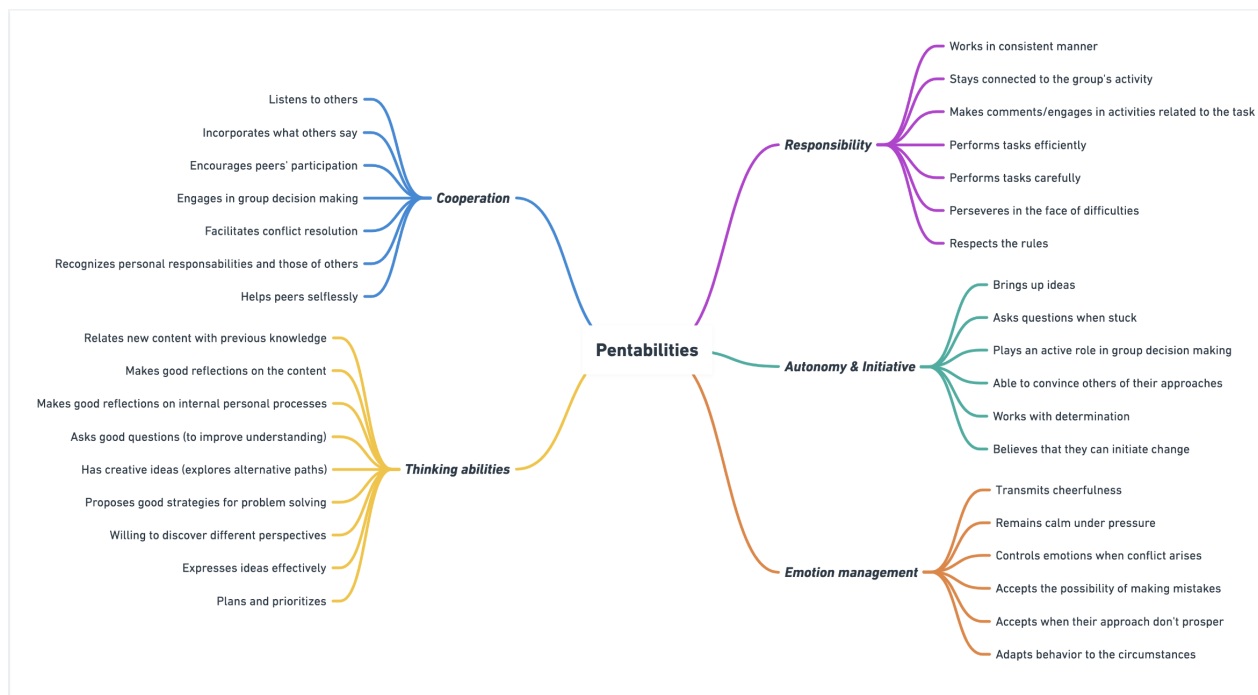 Pentabilities
Cooperation
Listens to others
Incorporates what others say
Encourages peers' participation
Engages in group decision making
Facilitates conflict resolution
Recognizes personal responsabilities and those of others
Helps peers selflessly
Thinking abilities
Relates new content with previous knowledge
Makes good reflections on the content
Makes good reflections on internal personal processes
Asks good questions (to improve understanding)
Has creative ideas (explores alternative paths)
Proposes good strategies for problem solving
Willing to discover different perspectives
Expresses ideas effectively
Plans and prioritizes
Responsibility
Works in consistent manner
Stays connected to the group's activity
Makes comments/engages in activities related to the task
Performs tasks efficiently
Performs tasks carefully
Perseveres in the face of difficulties
Respects the rules
Autonomy & Initiative
Brings up ideas
Asks questions when stuck
Plays an active role in group decision making
Able to convince others of their approaches
Works with determination
Believes that they can initiate change
Emotion management
Transmits cheerfulness
Remains calm under pressure
Controls emotions when conflict arises
Accepts the possibility of making mistakes
Accepts when their approach don't prosper
Adapts behavior to the circumstances